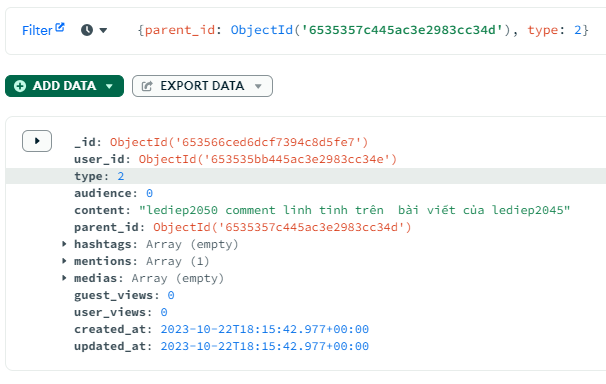 Filter {parent_id: ObjectId('6535357c445ac3e2983cc34d'), type: 2}
ADD DATA EXPORT DATA
_id: ObjectId('653566ced6dcf7394c8d5fe7')
user_id: ObjectId('653535bb445ac3e2983cc34e')
type: 2
audience: 0
content: "lediep2050 comment linh tinh trên  bài viết của lediep2045"
parent_id: ObjectId('6535357c445ac3e2983cc34d')
hashtags: Array (empty)
mentions: Array (1)
medias: Array (empty)
guest_views: 0
user_views: 0
created_at: 2023-10-22T18:15:42.977+00:00
updated_at: 2023-10-22T18:15:42.977+00:00